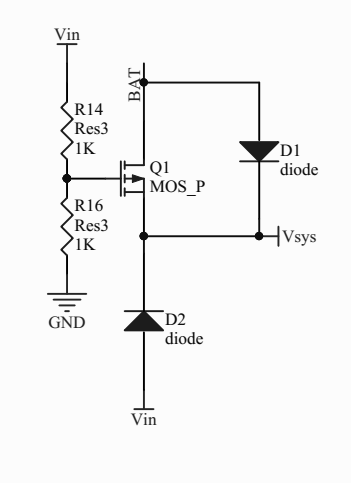 Vin
BAT
R14
Res3
1K
Q1
MOS_P
D1
diode
R16
Res3
1K
Vsys
GND
D2
diode
Vin